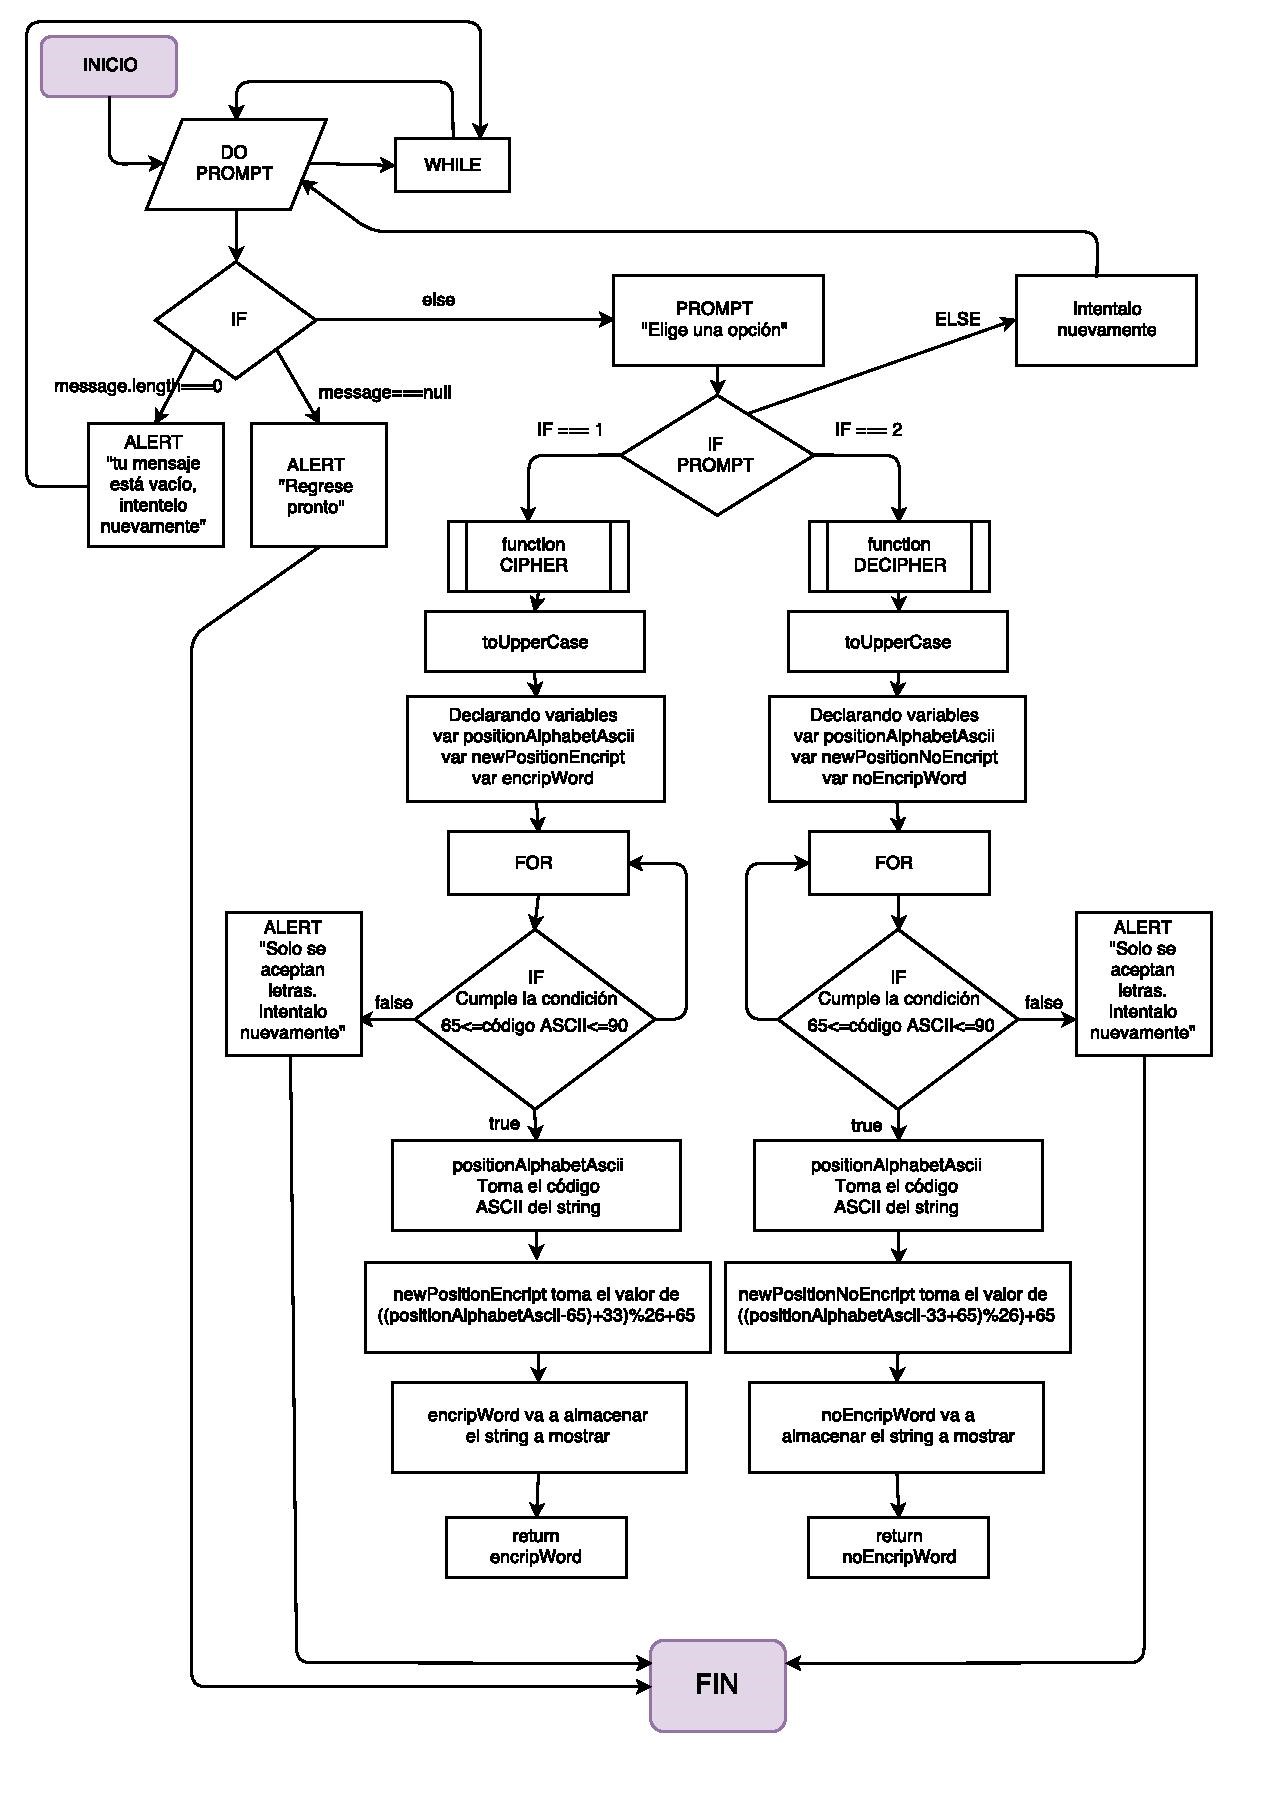 INICIO
DO
PROMPT
WHILE
IF
else
PROMPT
"Elige una opción"
ELSE
Intentalo
nuevamente
message.length===0
message===null
ALERT
"tu mensaje
está vacío,
intentelo
nuevamente"
ALERT
"Regrese
pronto"
IF === 1
IF
PROMPT
IF === 2
function
CIPHER
function
DECIPHER
toUpperCase
toUpperCase
Declarando variables
var positionAlphabetAscii
var newPositionEncript
var encripWord
Declarando variables
var positionAlphabetAscii
var newPositionNoEncript
var noEncripWord
FOR
FOR
ALERT
"Solo se
aceptan
letras.
Intentalo
nuevamente"
false
IF
Cumple la condición
65<=código ASCII<=90
IF
Cumple la condición
65<=código ASCII<=90
false
ALERT
"Solo se
aceptan
letras.
Intentalo
nuevamente"
true
true
positionAlphabetAscii
Toma el código
ASCII del string
positionAlphabetAscii
Toma el código
ASCII del string
newPositionEncript toma el valor de
((positionAlphabetAscii-65)+33)%26+65
newPositionNoEncript toma el valor de
((positionAlphabetAscii-33+65)%26)+65
encripWord va a almacenar
el string a mostrar
noEncripWord va a
almacenar el string a mostrar
return
encripWord
return
noEncripWord
FIN